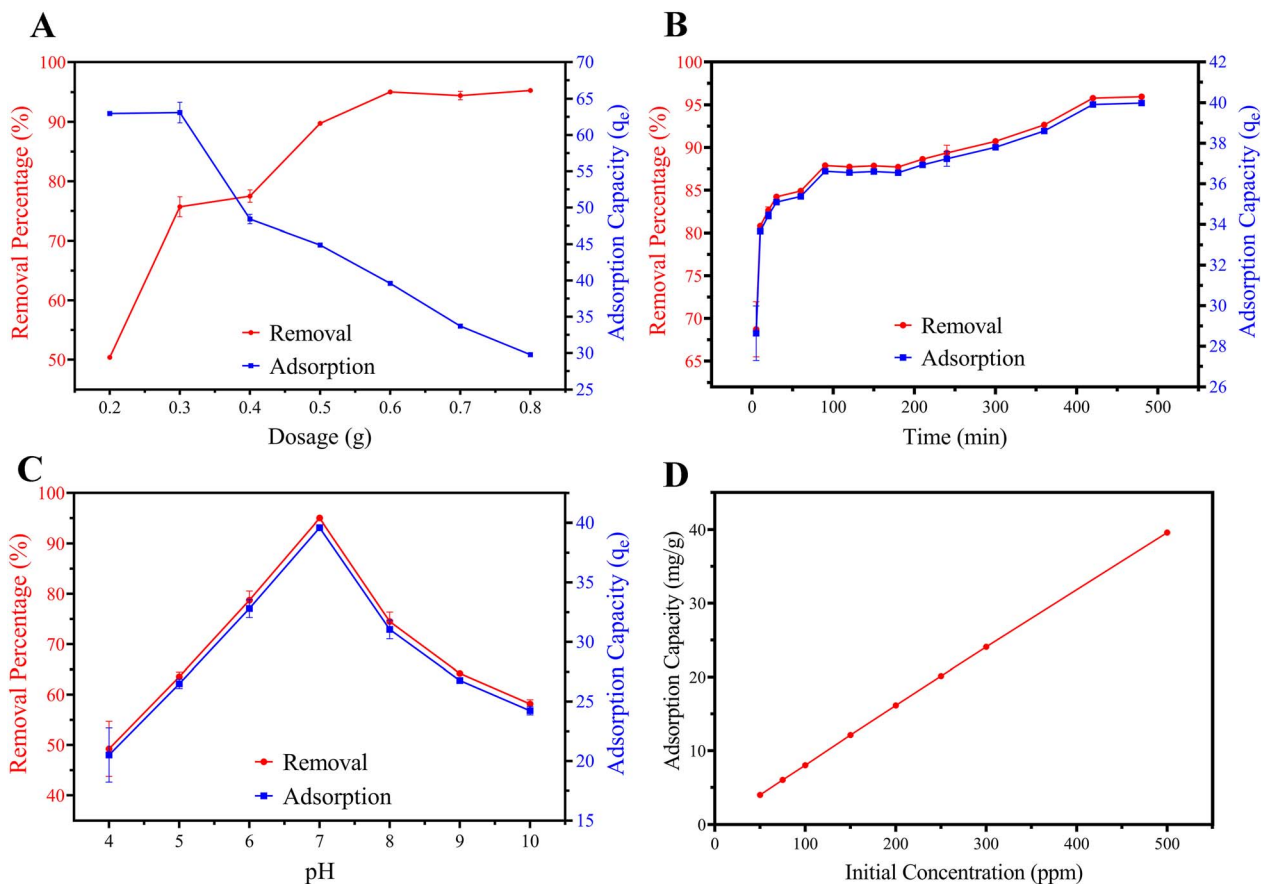 A
Removal Percentage (%)
100
90
80
70
60
50
Adsorption Capacity (qe)
70
65
60
55
50
45
40
35
30
25
Removal
Adsorption
0.2 0.3 0.4 0.5 0.6 0.7 0.8
Dosage (g)
B
Removal Percentage (%)
100
95
90
85
80
75
70
65
Adsorption Capacity (qe)
42
40
38
36
34
32
30
28
26
Removal
Adsorption
0 100 200 300 400 500
Time (min)
C
Removal Percentage (%)
100
90
80
70
60
50
40
Adsorption Capacity (qe)
40
35
30
25
20
15
Removal
Adsorption
4 5 6 7 8 9 10
pH
D
Adsorption Capacity (mg/g)
40
30
20
10
0
0 100 200 300 400 500
Initial Concentration (ppm)